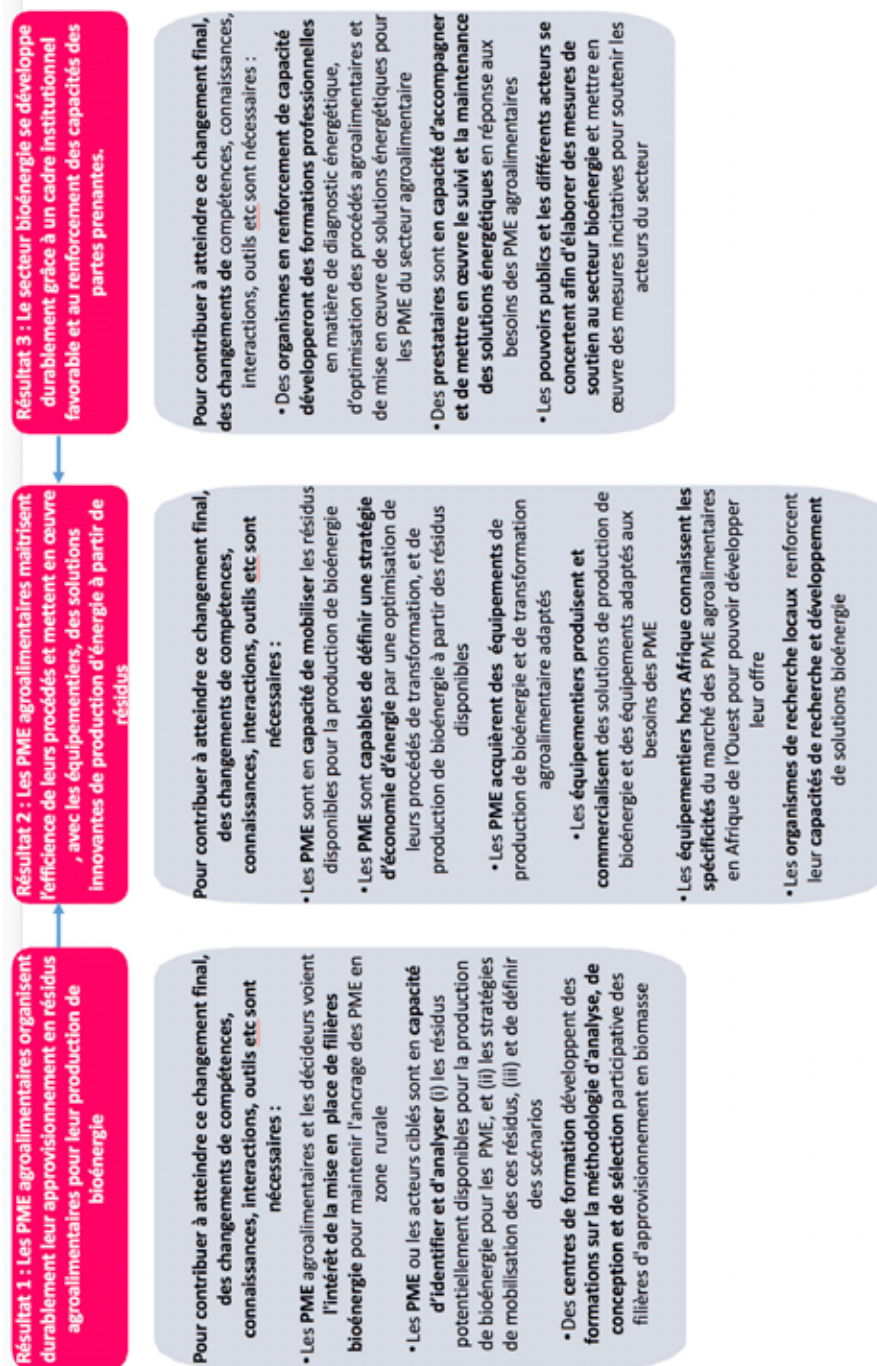 Résultat 1 : Les PME agroalimentaires organisent
durablement leur approvisionnement en résidus
agroalimentaires pour leur production de
bioénergie
Pour contribuer à atteindre ce changement final,
des changements de compétences,
connaissances, interactions, outils etc sont
nécessaires :
• Les PME agroalimentaires et les décideurs voient
l'intérêt de la mise en place de filières
bioénergie pour maintenir l'ancrage des PME en
zone rurale
• Les PME ou les acteurs ciblés sont en capacité
d'identifier et d'analyser (i) les résidus
potentiellement disponibles pour la production
de bioénergie pour les PME, et (ii) les stratégies
de mobilisation des ces résidus, (iii) et de définir
des scénarios
• Des centres de formation développent des
formations sur la méthodologie d'analyse, de
conception et de sélection participative des
filières d'approvisionnement en biomasse
Résultat 2 : Les PME agroalimentaires maîtrisent
l'efficience de leurs procédés et mettent en œuvre
, avec les équipementiers, des solutions
innovantes de production d'énergie à partir de
résidus
Pour contribuer à atteindre ce changement final,
des changements de compétences,
connaissances, interactions, outils etc sont
nécessaires :
• Les PME sont en capacité de mobiliser les résidus
disponibles pour la production de bioénergie
• Les PME sont capables de définir une stratégie
d'économie d'énergie par une optimisation de
leurs procédés de transformation, et de
production de bioénergie à partir des résidus
disponibles
• Les PME acquièrent des équipements de
production de bioénergie et de transformation
agroalimentaire adaptés
• Les équipementiers produisent et
commercialisent des solutions de production de
bioénergie et des équipements adaptés aux
besoins des PME
• Les équipementiers hors Afrique connaissent les
spécificités du marché des PME agroalimentaires
en Afrique de l'Ouest pour pouvoir développer
leur offre
• Les organismes de recherche locaux renforcent
leur capacités de recherche et développement
de solutions bioénergie
Résultat 3 : Le secteur bioénergie se développe
durablement grâce à un cadre institutionnel
favorable et au renforcement des capacités des
partes prenantes.
Pour contribuer à atteindre ce changement final,
des changements de compétences, connaissances,
interactions, outils etc sont nécessaires :
• Des organismes en renforcement de capacité
développeront des formations professionnelles
en matière de diagnostic énergétique,
d'optimisation des procédés agroalimentaires et
de mise en œuvre de solutions énergétiques pour
les PME du secteur agroalimentaire
• Des prestataires sont en capacité d'accompagner
et de mettre en œuvre le suivi et la maintenance
des solutions énergétiques en réponse aux
besoins des PME agroalimentaires
• Les pouvoirs publics et les différents acteurs se
concertent afin d'élaborer des mesures de
soutien au secteur bioénergie et mettre en
œuvre des mesures incitatives pour soutenir les
acteurs du secteur